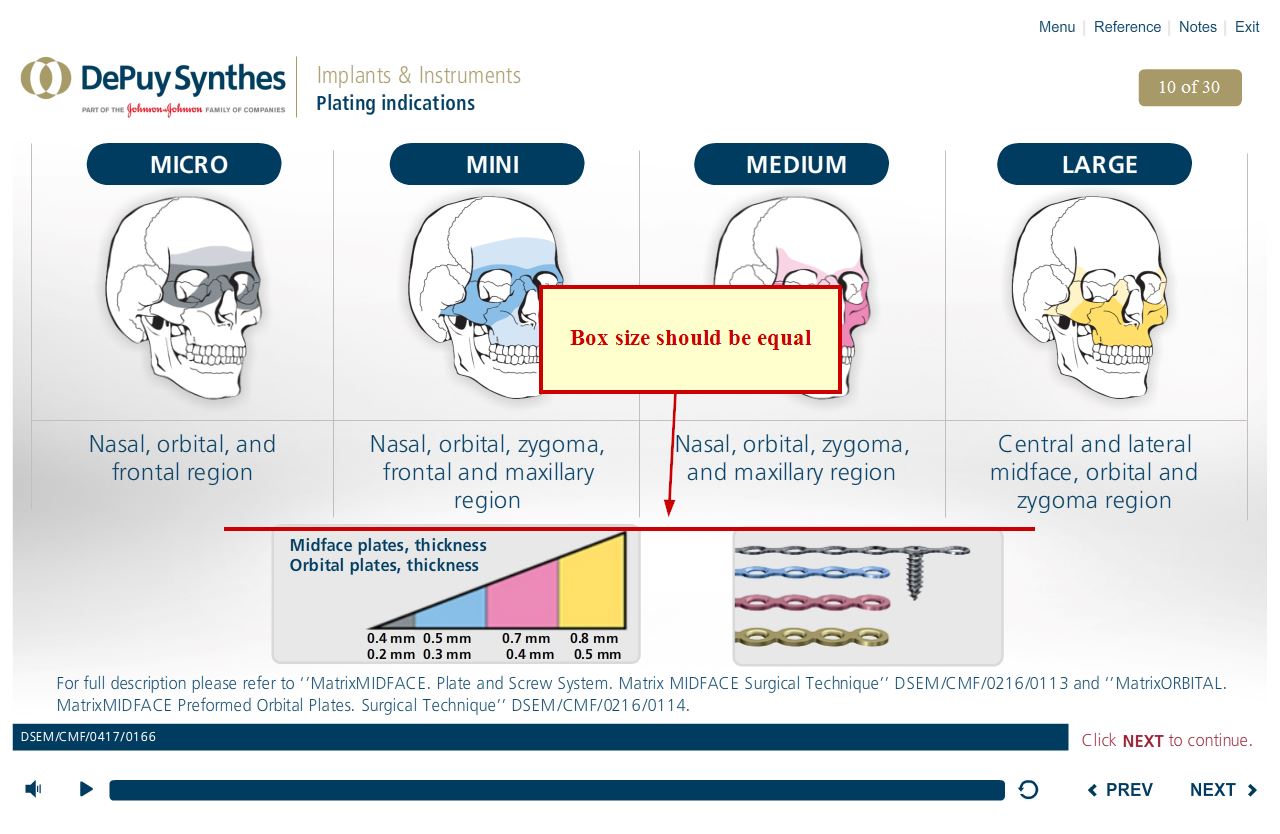 Menu | Reference | Notes | Exit
DePuy Synthes
PART OF THE Johnson & Johnson FAMILY OF COMPANIES
Implants & Instruments
Plating indications
10 of 30
MICRO
MINI
MEDIUM
LARGE
Box size should be equal
Nasal, orbital, and
frontal region
Nasal, orbital, zygoma,
frontal and maxillary
region
Nasal, orbital, zygoma,
and maxillary region
Central and lateral
midface, orbital and
zygoma region
Midface plates, thickness
Orbital plates, thickness
0.4 mm 0.5 mm 0.7 mm 0.8 mm
0.2 mm 0.3 mm 0.4 mm 0.5 mm
For full description please refer to ‘’MatrixMIDFACE. Plate and Screw System. Matrix MIDFACE Surgical Technique’’ DSEM/CMF/0216/0113 and ‘’MatrixORBITAL.
MatrixMIDFACE Preformed Orbital Plates. Surgical Technique’’ DSEM/CMF/0216/0114.
DSEM/CMF/0417/0166
Click NEXT to continue.
PREV
NEXT